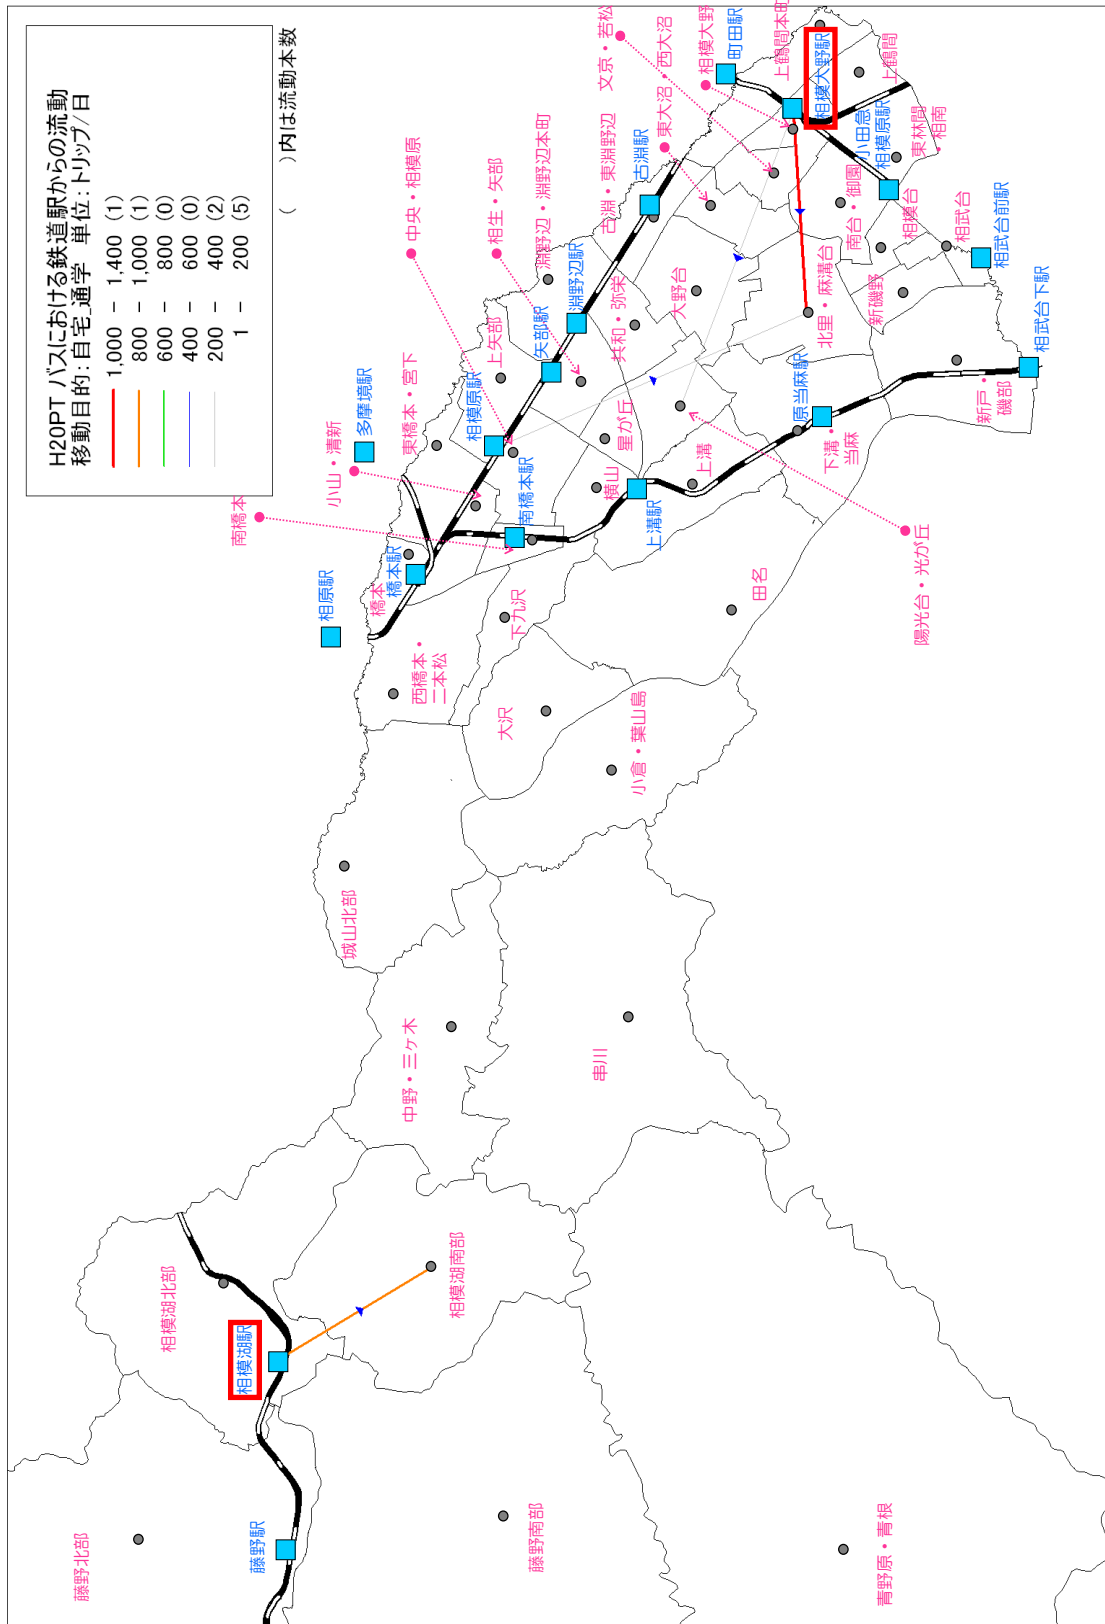 H20PT バスにおける鉄道駅からの流動
移動目的: 自宅_通学 単位: トリップ/日
1,000 － 1,400 (1)
800 － 1,000 (1)
600 － 800 (0)
400 － 600 (0)
200 － 400 (2)
1 － 200 (5)
( )内は流動本数
藤野北部
藤野駅
藤野南部
青野原・青根
相模湖北部
相模湖駅
相模湖南部
中野・三ヶ木
串川
城山北部
小倉・葉山島
大沢
西橋本・
二本松
下九沢
田名
相原駅
橋本
橋本駅
南橋本
南橋本駅
小山・清新
多摩境駅
東橋本・宮下
相模原駅
上矢部
中央・相模原
矢部駅
相生・矢部
淵野辺駅
淵野辺・淵野辺本町
共和・弥栄
星が丘
横山
上溝駅
上溝
陽光台・光が丘
古淵駅
古淵・東淵野辺
大野台
東大沼・西大沼
文京・若松
相模大野
町田駅
上鶴間本町
相模大野駅
上鶴間
小田急
相模原駅
東林間
・相南
南台・御園
相模台
北里・麻溝台
新磯野
相武台
相武台前駅
原当麻駅
下溝・
当麻
新戸・
磯部
相武台下駅